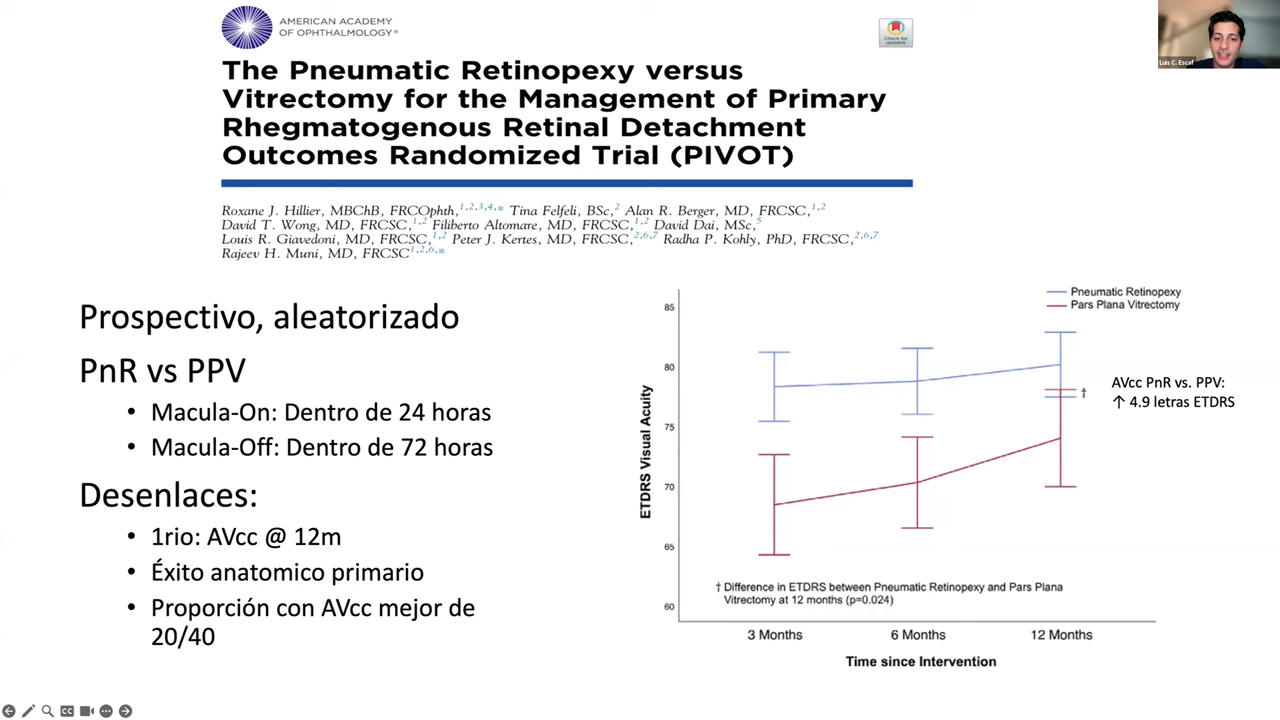 AMERICAN ACADEMY
OF OPHTHALMOLOGY®
Check for
updates
Luis C. Escaf
The Pneumatic Retinopexy versus
Vitrectomy for the Management of Primary
Rhegmatogenous Retinal Detachment
Outcomes Randomized Trial (PIVOT)
Roxane J. Hillier, MBChB, FRCOphth,1,2,3,4,* Tina Felfeli, BSc,2 Alan R. Berger, MD, FRCSC,1,2
David T. Wong, MD, FRCSC,1,2 Filiberto Altomare, MD, FRCSC,1,2 David Dai, MSc,5
Louis R. Giavedoni, MD, FRCSC,1,2 Peter J. Kertes, MD, FRCSC,2,6,7 Radha P. Kohly, PhD, FRCSC,2,6,7
Rajeev H. Muni, MD, FRCSC1,2,6,*
Prospectivo, aleatorizado
PnR vs PPV
• Macula-On: Dentro de 24 horas
• Macula-Off: Dentro de 72 horas
Desenlaces:
• 1rio: AVcc @ 12m
• Éxito anatomico primario
• Proporción con AVcc mejor de
20/40
Pneumatic Retinopexy
Pars Plana Vitrectomy
85
80
75
70
65
60
ETDRS Visual Acuity
†
AVcc PnR vs. PPV:
↑ 4.9 letras ETDRS
† Difference in ETDRS between Pneumatic Retinopexy and Pars Plana
Vitrectomy at 12 months (p=0.024)
3 Months 6 Months 12 Months
Time since Intervention
CC